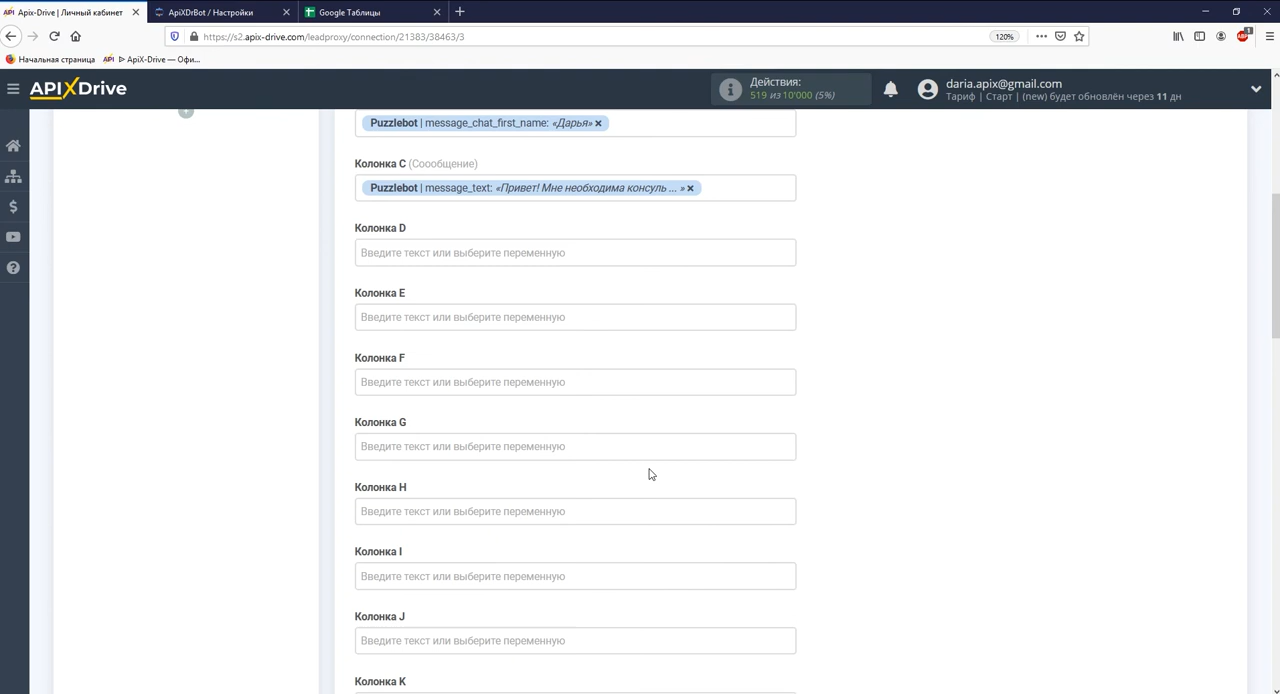 API Apix-Drive | Личный кабинет
ApiXDrBot / Настройки
Google Таблицы
https://s2.apix-drive.com/leadproxy/connection/21383/38463/3
120%
Начальная страница
API ᐅ ApiX-Drive — Офи...
APIXDrive
Действия:
519 из 10'000 (5%)
daria.apix@gmail.com
Тариф | Старт | (new) будет обновлён через 11 дн
Puzzlebot | message_chat_first_name: «Дарья» ×
Колонка C (Соообщение)
Puzzlebot | message_text: «Привет! Мне необходима консуль ... » ×
Колонка D
Введите текст или выберите переменную
Колонка E
Введите текст или выберите переменную
Колонка F
Введите текст или выберите переменную
Колонка G
Введите текст или выберите переменную
Колонка H
Введите текст или выберите переменную
Колонка I
Введите текст или выберите переменную
Колонка J
Введите текст или выберите переменную
Колонка K